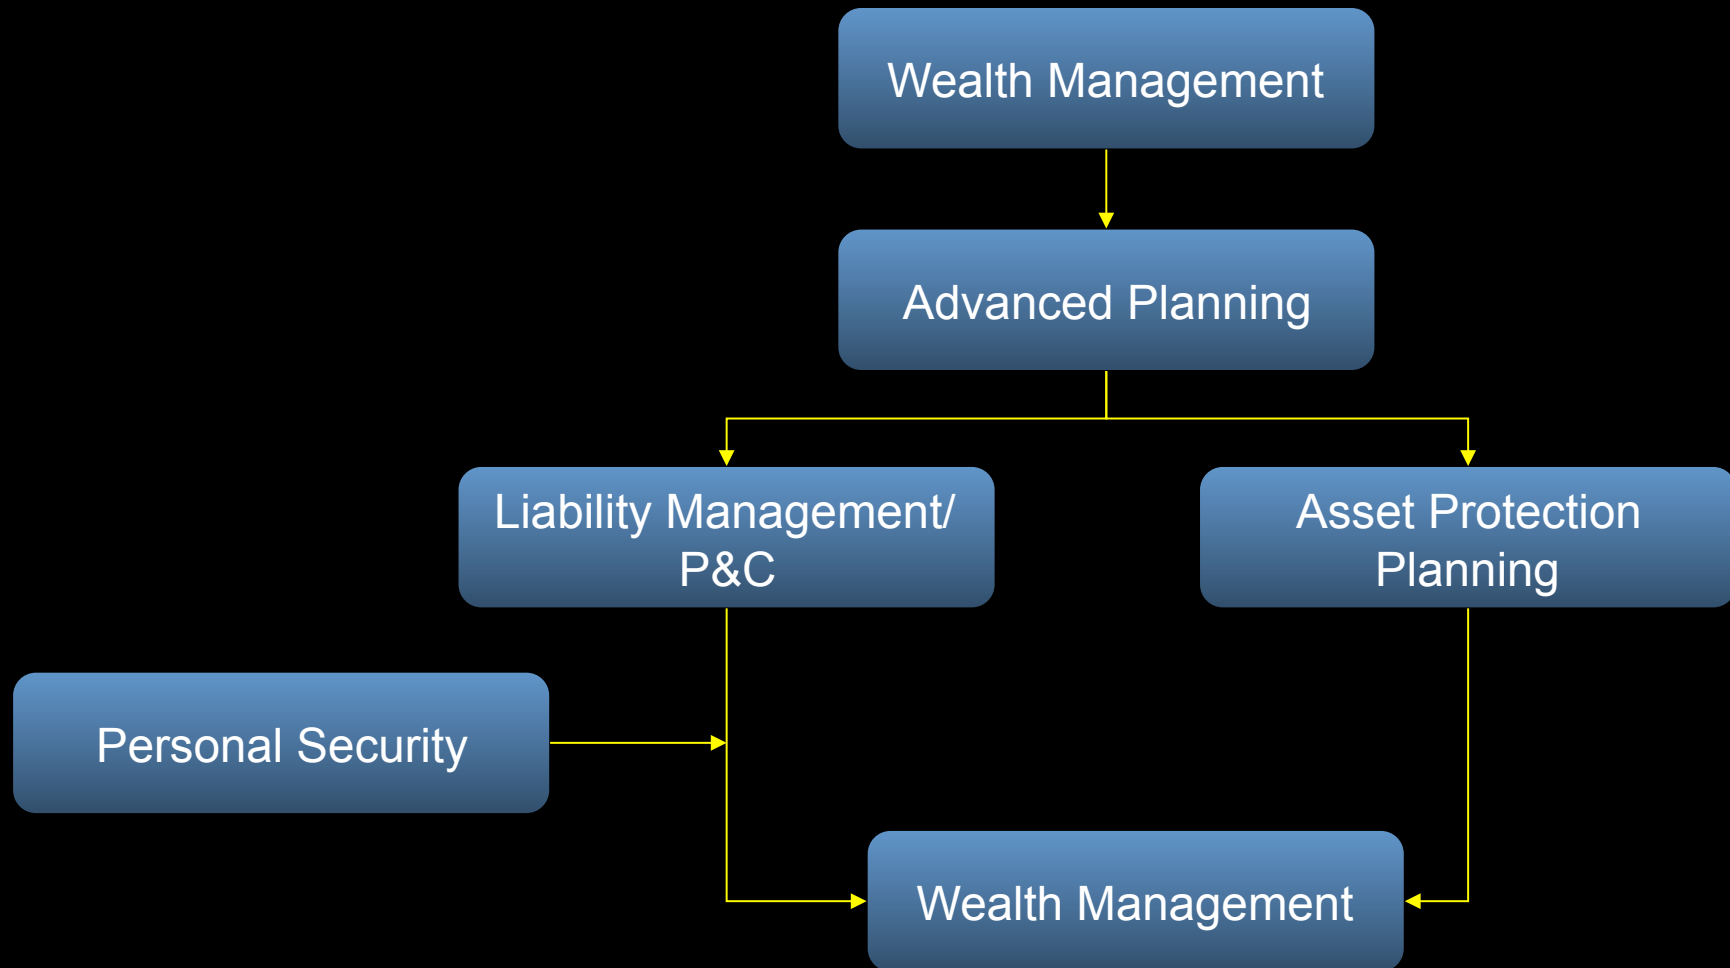 Wealth Management
Advanced Planning
Liability Management/
P&C
Asset Protection
Planning
Personal Security
Wealth Management